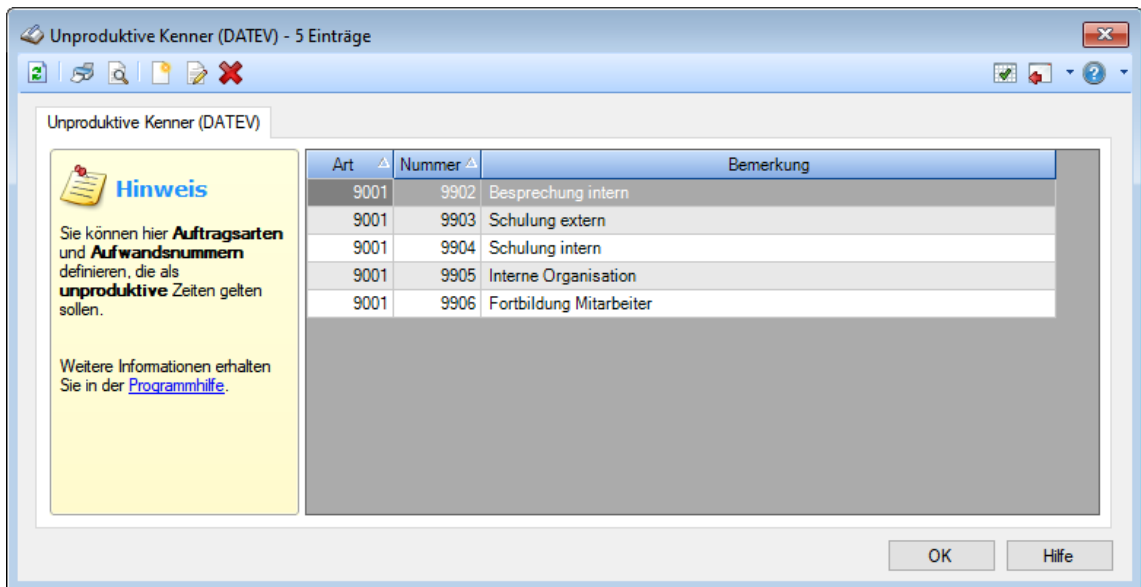 Unproduktive Kenner (DATEV) - 5 Einträge
Unproduktive Kenner (DATEV)
Hinweis
Sie können hier Auftragsarten
und Aufwandsnummern
definieren, die als
unproduktive Zeiten gelten
sollen.
Weitere Informationen erhalten
Sie in der Programmhilfe.
Art Nummer Bemerkung
9001 9902 Besprechung intern
9001 9903 Schulung extern
9001 9904 Schulung intern
9001 9905 Interne Organisation
9001 9906 Fortbildung Mitarbeiter
OK Hilfe